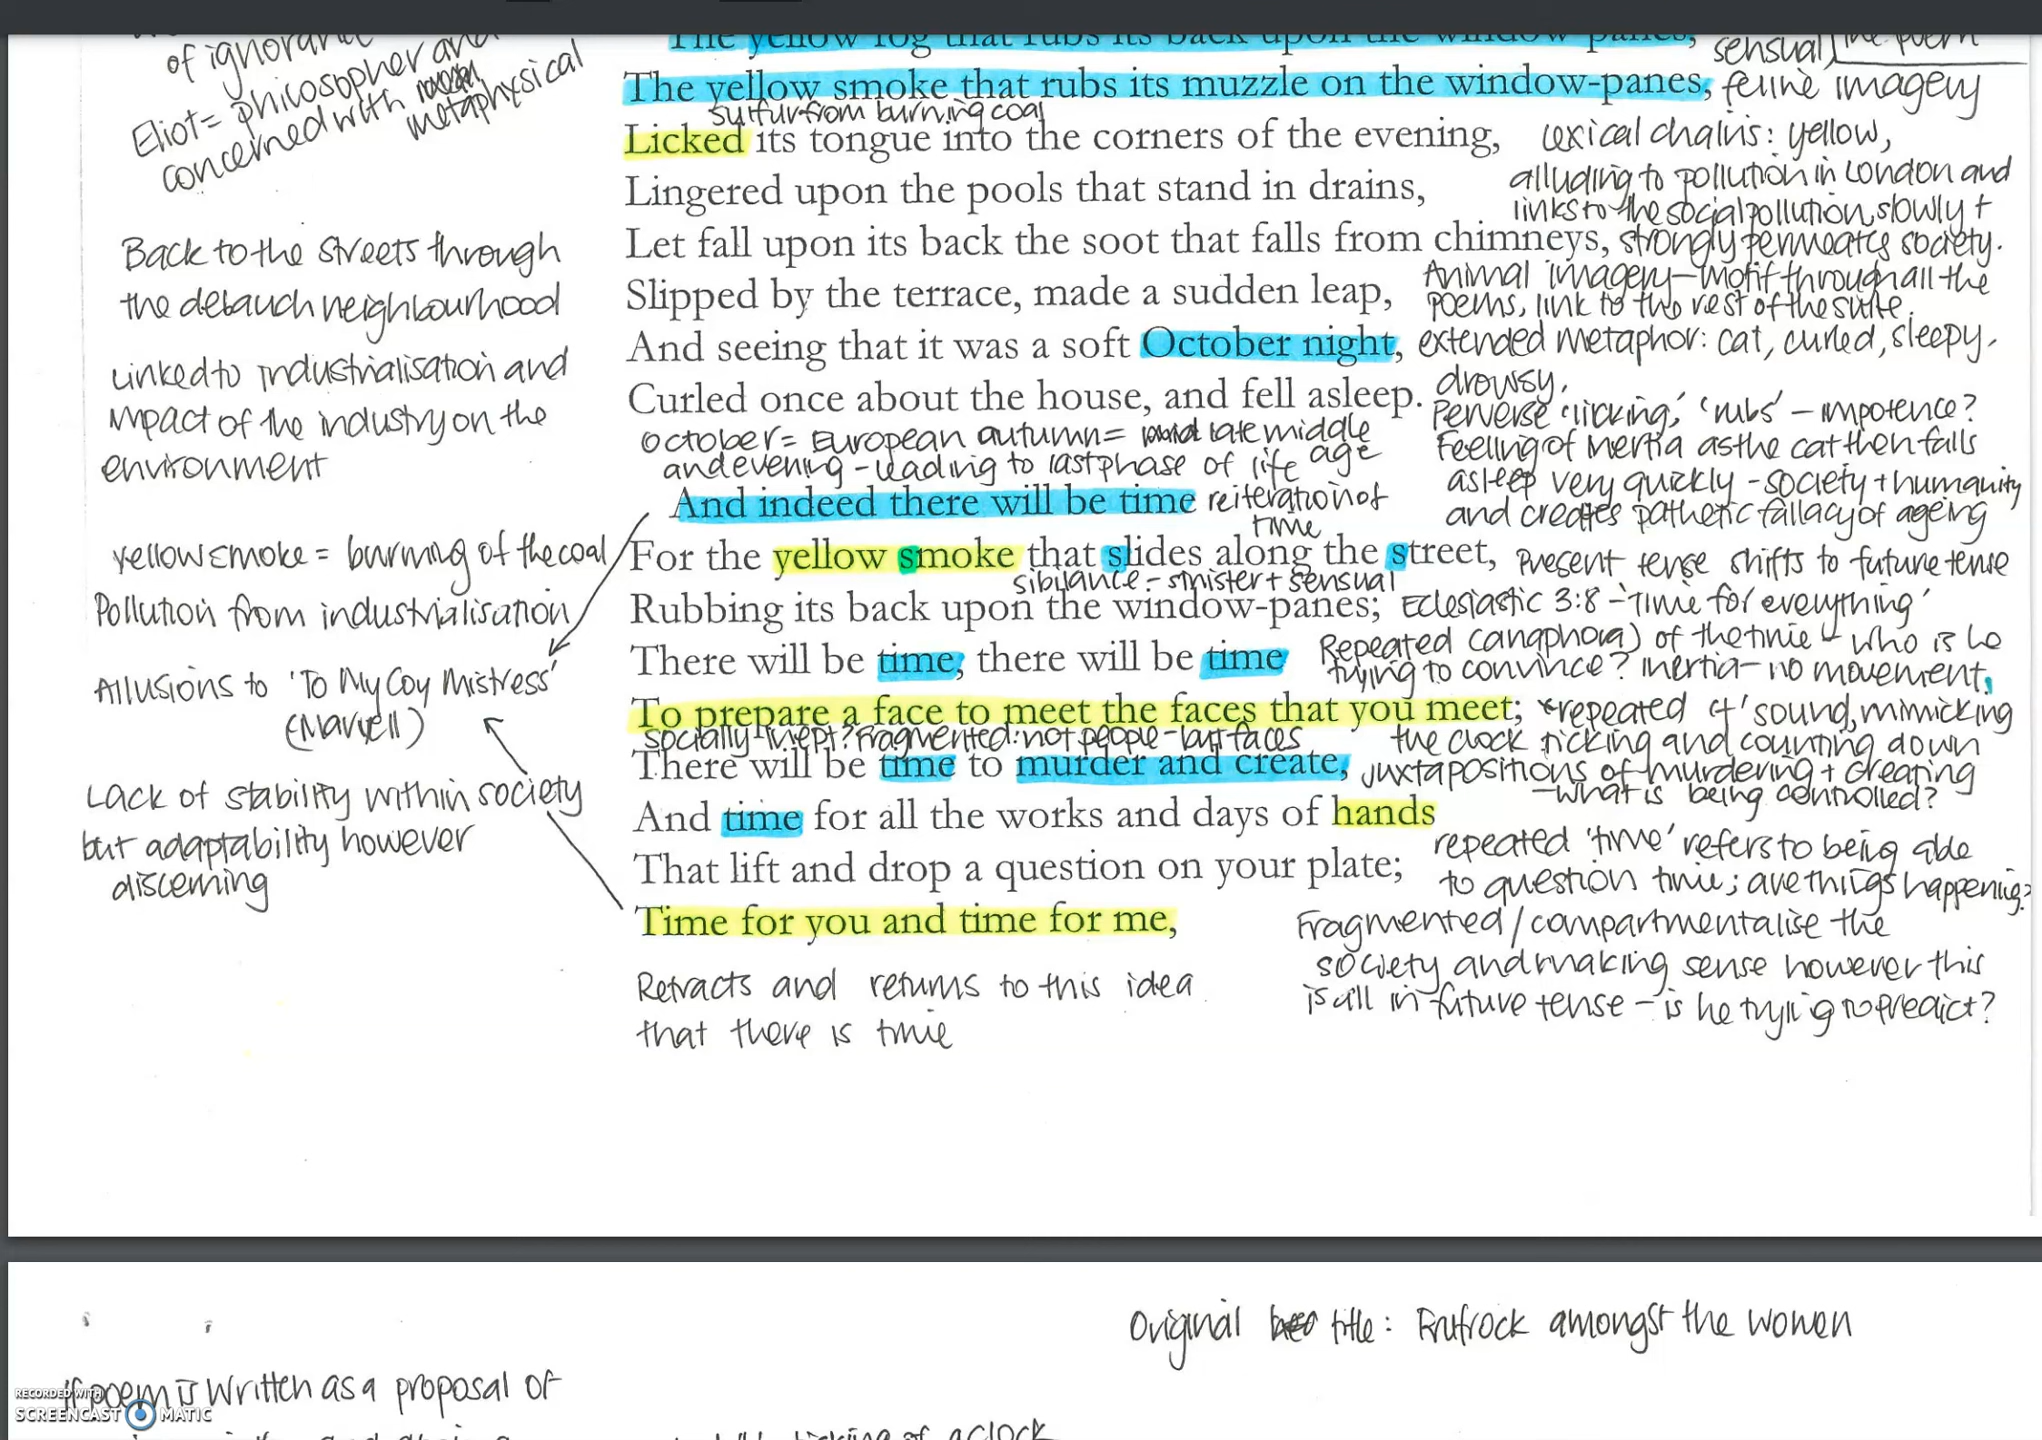 of ignorance
Eliot= philosopher and
concerned with
metaphysical
Back to the streets through
the debauch neighbourhood
Linked to industrialisation and
impact of the industry on the
environment
yellow smoke = burning of the coal
Pollution from industrialisation
Allusions to 'To My Coy Mistress'
(Marvell)
Lack of stability within society
but adaptability however
discerning
The yellow fog that rubs its back upon the window-panes,
The yellow smoke that rubs its muzzle on the window-panes,
sulfur from burning coal
Licked its tongue into the corners of the evening,
Lingered upon the pools that stand in drains,
Let fall upon its back the soot that falls from chimneys,
Slipped by the terrace, made a sudden leap,
And seeing that it was a soft October night,
Curled once about the house, and fell asleep.
October = European autumn = late middle
age
and evening - leading to last phase of life
And indeed there will be time reiteration of
time
For the yellow smoke that slides along the street,
sibilance - sinister + sensual
Rubbing its back upon the window-panes;
There will be time, there will be time
To prepare a face to meet the faces that you meet;
socially inept? Fragmented: not people - but faces
There will be time to murder and create,
And time for all the works and days of hands
That lift and drop a question on your plate;
Time for you and time for me,
Retracts and returns to this idea
that there is time
sensual the poem
feline imagery
Lexical chains: yellow,
alluding to pollution in London and
links to the social pollution, slowly +
strongly permeates society.
Animal imagery - motif through all the
poems, link to the rest of the suite.
extended metaphor: cat, curled, sleepy,
drowsy.
Perverse 'licking,' 'rubs' - impotence?
Feeling of inertia as the cat then falls
asleep very quickly - society + humanity
and creates pathetic fallacy of ageing
Present tense shifts to future tense
Eclesiastic 3:8 - 'Time for everything'
Repeated (anaphora) of the time - who is he
trying to convince? inertia - no movement,
*repeated 't' sound, mimicking
the clock ticking and counting down
juxtapositions of murdering + creating
- what is being controlled?
repeated 'time' refers to being able
to question time; are things happening?
Fragmented/compartmentalise the
society and making sense however this
is all in future tense - is he trying to predict?
Original title: Prufrock amongst the women
if poem is written as a proposal of
ticking of a clock
RECORDED WITH
SCREENCAST MATIC